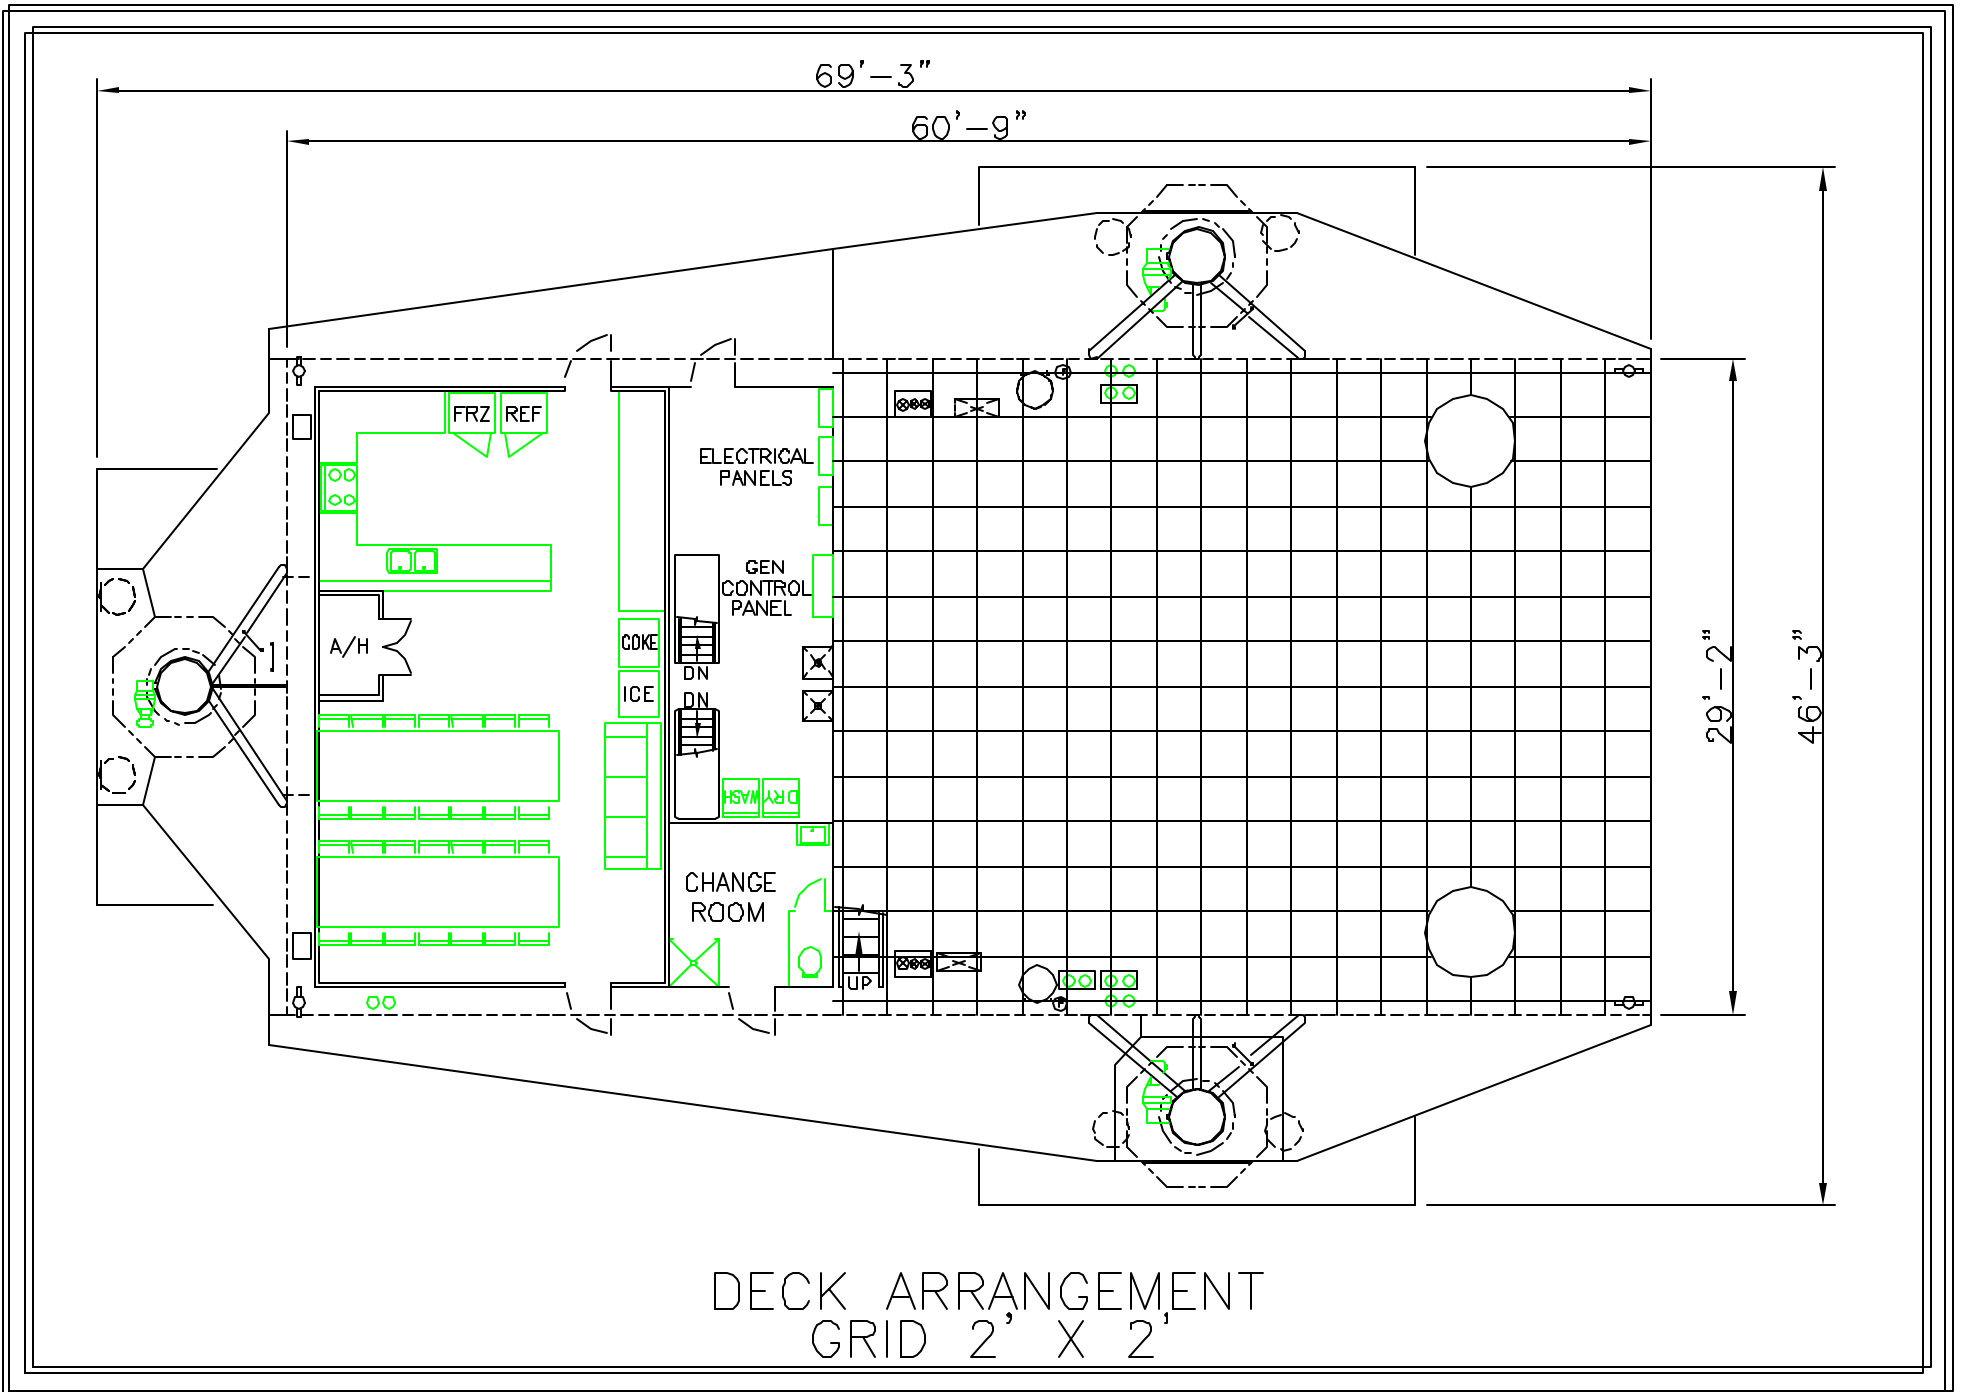 69'-3"
60'-9"
FRZ
REF
ELECTRICAL
PANELS
GEN
CONTROL
PANEL
A/H
COKE
ICE
DN
DN
WASH
DRY
CHANGE
ROOM
UP
29'-2"
46'-3"
DECK ARRANGEMENT
GRID 2' X 2'